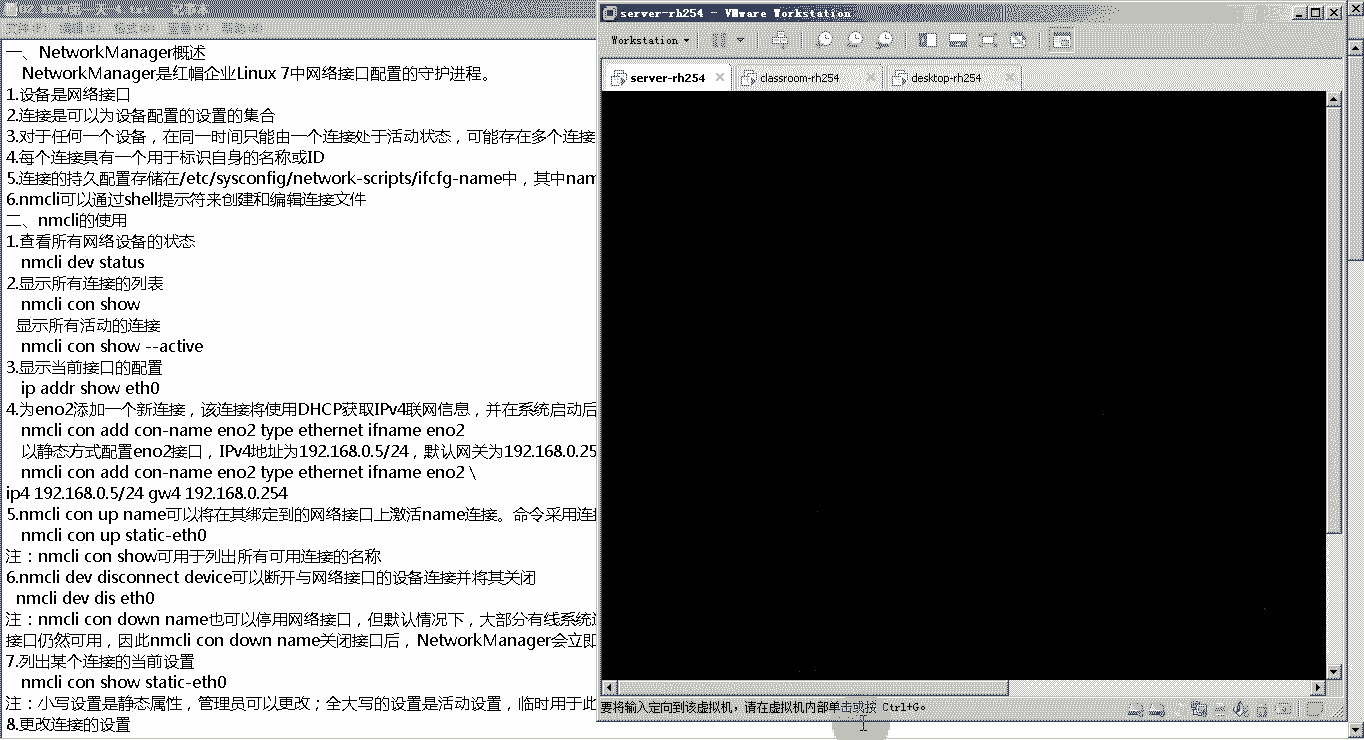 server-rh254 - VMware Workstation
Workstation
server-rh254
classroom-rh254
desktop-rh254
一、NetworkManager概述
NetworkManager是红帽企业Linux 7中网络接口配置的守护进程。
1.设备是网络接口
2.连接是可以为设备配置的设置的集合
3.对于任何一个设备，在同一时间只能由一个连接处于活动状态，可能存在多个连接
4.每个连接具有一个用于标识自身的名称或ID
5.连接的持久配置存储在/etc/sysconfig/network-scripts/ifcfg-name中，其中nam
6.nmcli可以通过shell提示符来创建和编辑连接文件
二、nmcli的使用
1.查看所有网络设备的状态
nmcli dev status
2.显示所有连接的列表
nmcli con show
显示所有活动的连接
nmcli con show --active
3.显示当前接口的配置
ip addr show eth0
4.为eno2添加一个新连接，该连接将使用DHCP获取IPv4联网信息，并在系统启动后
nmcli con add con-name eno2 type ethernet ifname eno2
以静态方式配置eno2接口，IPv4地址为192.168.0.5/24，默认网关为192.168.0.25
nmcli con add con-name eno2 type ethernet ifname eno2 \
ip4 192.168.0.5/24 gw4 192.168.0.254
5.nmcli con up name可以将在其绑定到的网络接口上激活name连接。命令采用连接
nmcli con up static-eth0
注：nmcli con show可用于列出所有可用连接的名称
6.nmcli dev disconnect device可以断开与网络接口的设备连接并将其关闭
nmcli dev dis eth0
注：nmcli con down name也可以停用网络接口，但默认情况下，大部分有线系统
接口仍然可用，因此nmcli con down name关闭接口后，NetworkManager会立即
7.列出某个连接的当前设置
nmcli con show static-eth0
注：小写设置是静态属性，管理员可以更改；全大写的设置是活动设置，临时用于此
8.更改连接的设置
要将输入定向到该虚拟机，请在虚拟机内部单击或按 Ctrl+G。